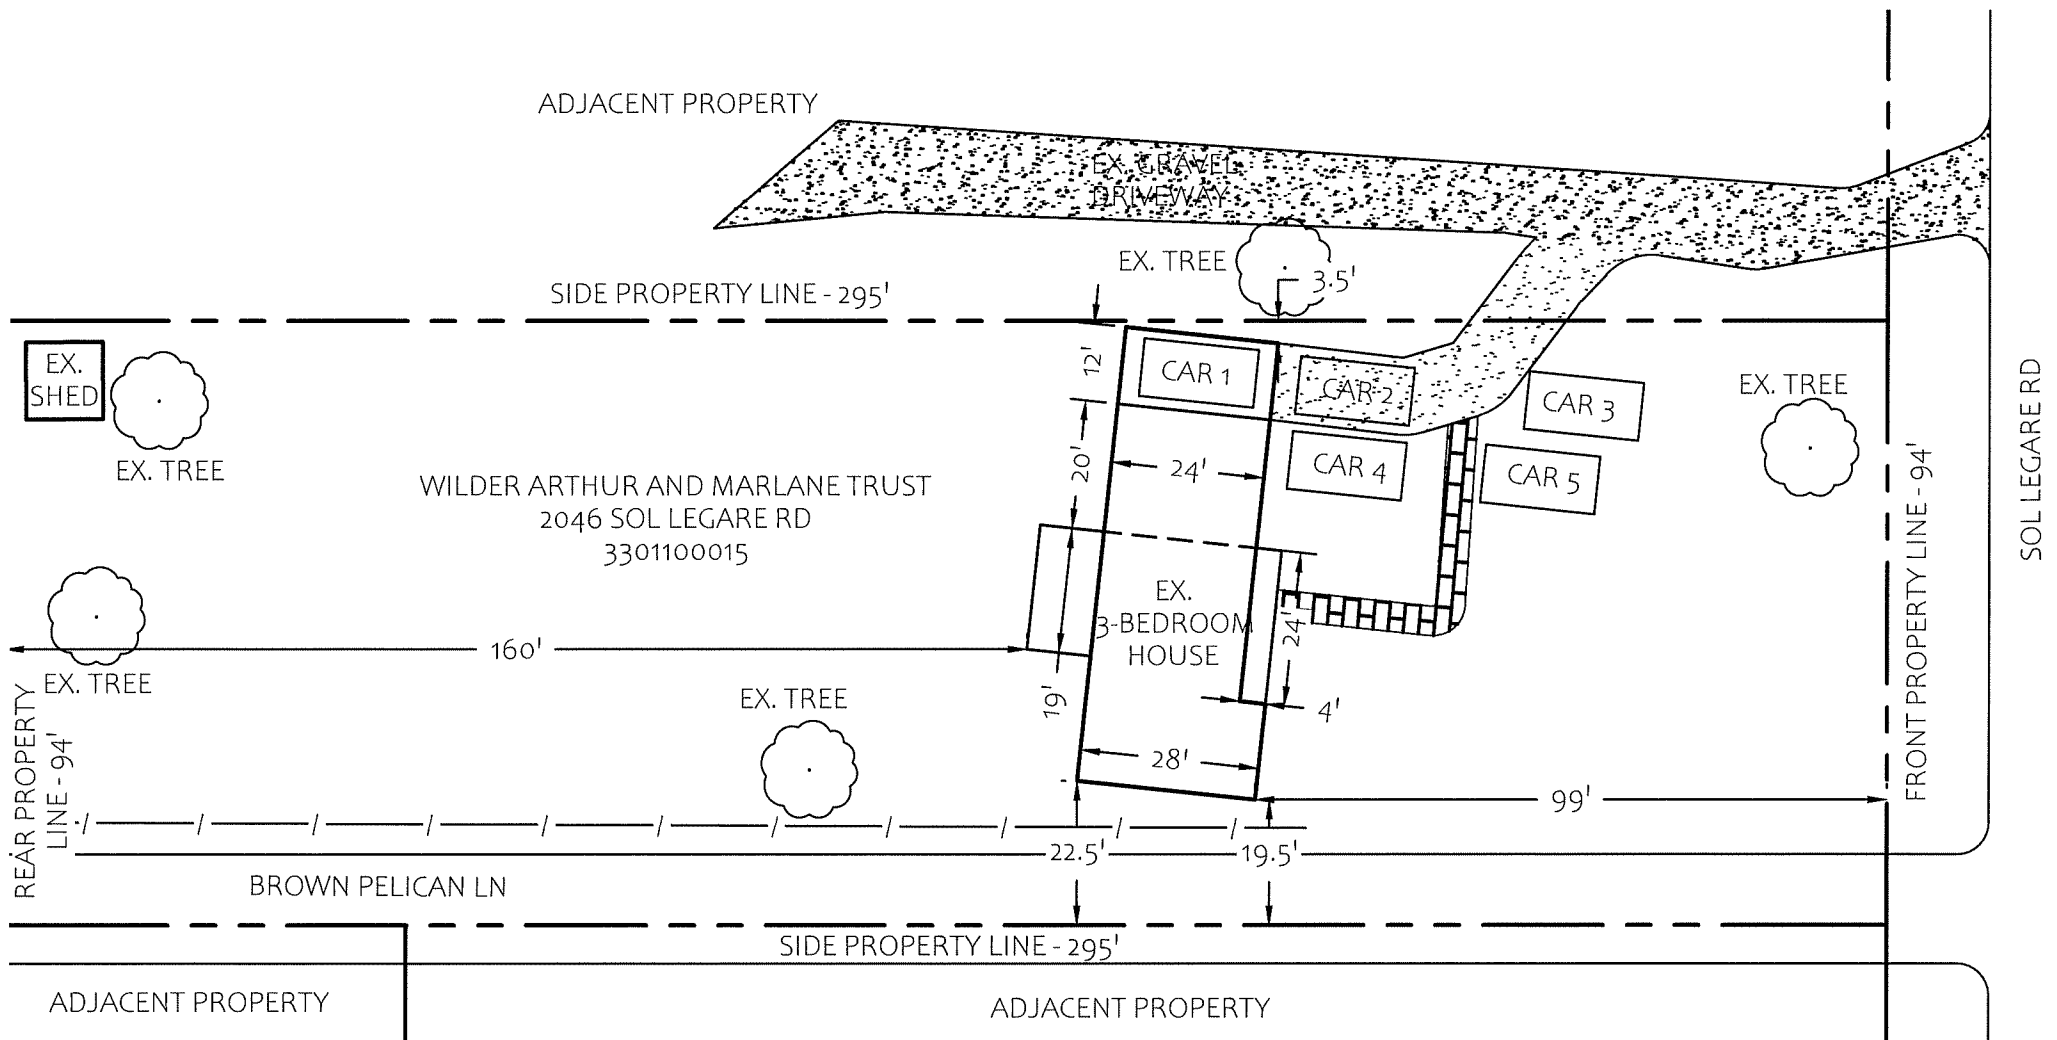 ADJACENT PROPERTY
EX. GRAVEL
DRIVEWAY
EX. TREE
3.5'
SIDE PROPERTY LINE - 295'
EX.
SHED
EX. TREE
12'
CAR 1
CAR 2
CAR 3
EX. TREE
SOL LEGARE RD
20'
24'
CAR 4
CAR 5
FRONT PROPERTY LINE - 94'
WILDER ARTHUR AND MARLANE TRUST
2046 SOL LEGARE RD
3301100015
EX.
3-BEDROOM
HOUSE
24'
160'
EX. TREE
EX. TREE
19'
4'
28'
99'
REAR PROPERTY
LINE - 94'
22.5'
19.5'
BROWN PELICAN LN
SIDE PROPERTY LINE - 295'
ADJACENT PROPERTY
ADJACENT PROPERTY